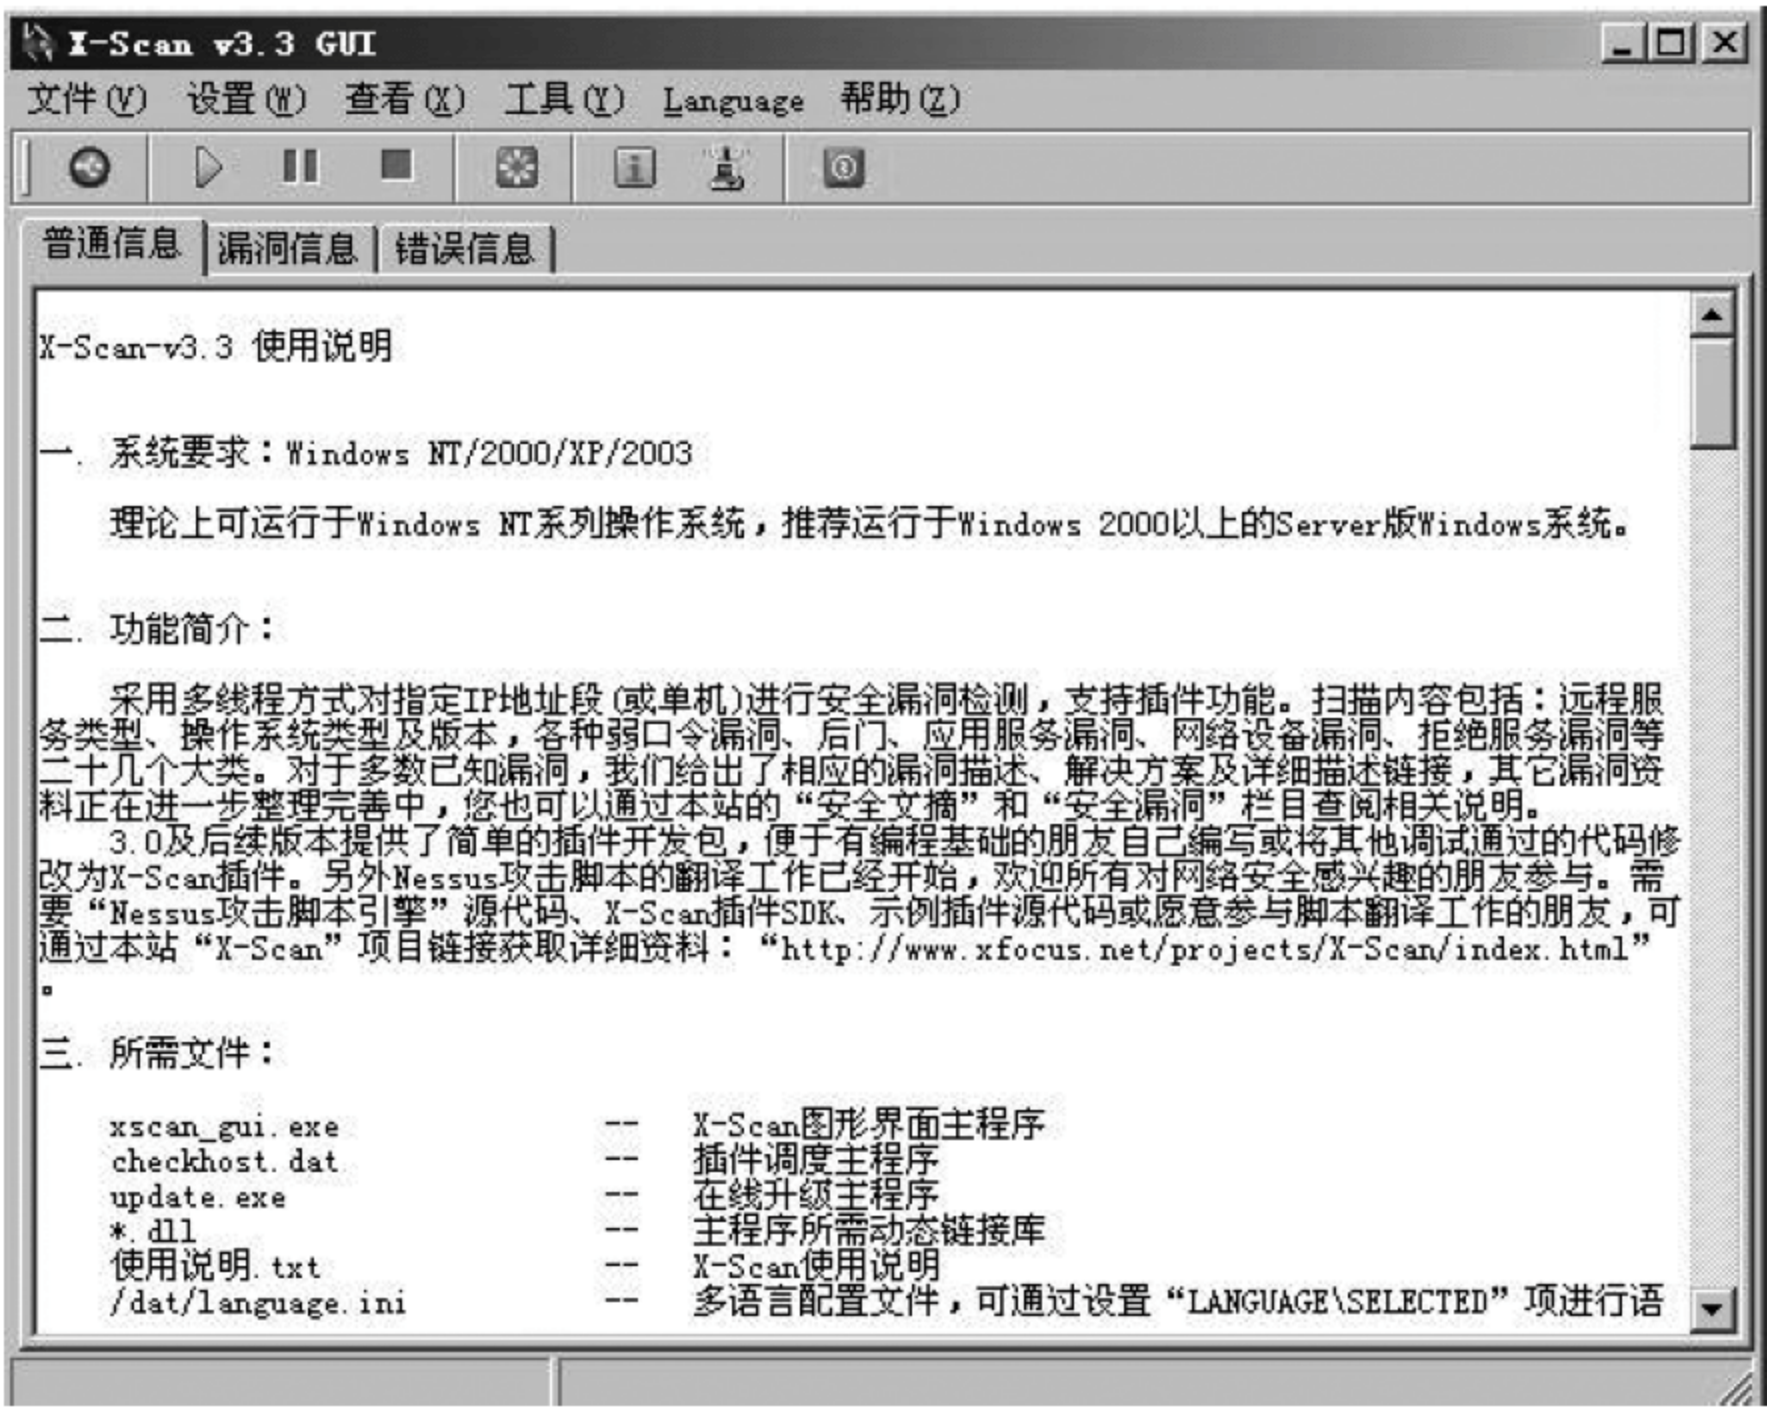 X-Scan v3.3 GUI
文件(V) 设置(W) 查看(X) 工具(Y) Language 帮助(Z)
普通信息 漏洞信息 错误信息
X-Scan-v3.3 使用说明
一. 系统要求：Windows NT/2000/XP/2003
理论上可运行于Windows NT系列操作系统，推荐运行于Windows 2000以上的Server版Windows系统。
二. 功能简介：
采用多线程方式对指定IP地址段(或单机)进行安全漏洞检测，支持插件功能。扫描内容包括：远程服
务类型、操作系统类型及版本，各种弱口令漏洞、后门、应用服务漏洞、网络设备漏洞、拒绝服务漏洞等
二十几个大类。对于多数已知漏洞，我们给出了相应的漏洞描述、解决方案及详细描述链接，其它漏洞资
料正在进一步整理完善中，您也可以通过本站的“安全文摘”和“安全漏洞”栏目查阅相关说明。
3.0及后续版本提供了简单的插件开发包，便于有编程基础的朋友自己编写或将其他调试通过的代码修
改为X-Scan插件。另外Nessus攻击脚本的翻译工作已经开始，欢迎所有对网络安全感兴趣的朋友参与。需
要“Nessus攻击脚本引擎”源代码、X-Scan插件SDK、示例插件源代码或愿意参与脚本翻译工作的朋友，可
通过本站“X-Scan”项目链接获取详细资料：“http://www.xfocus.net/projects/X-Scan/index.html”
。
三. 所需文件：
xscan_gui.exe -- X-Scan图形界面主程序
checkhost.dat -- 插件调度主程序
update.exe -- 在线升级主程序
*.dll -- 主程序所需动态链接库
使用说明.txt -- X-Scan使用说明
/dat/language.ini -- 多语言配置文件，可通过设置“LANGUAGE\SELECTED”项进行语